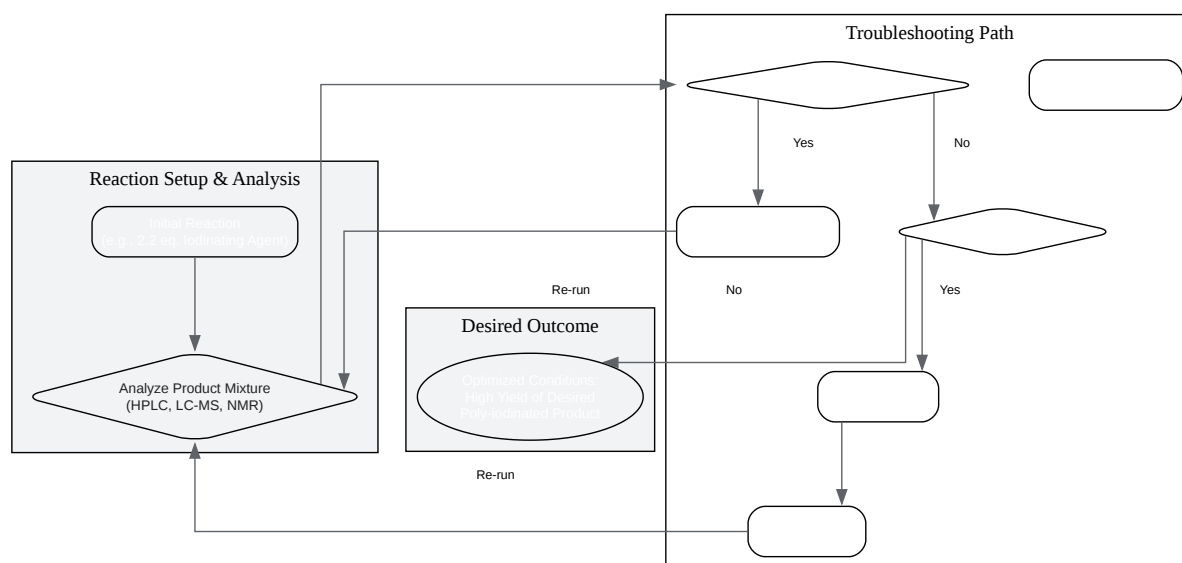 Troubleshooting Path
Yes
No
Reaction Setup & Analysis
Initial Reaction
(e.g., 2.2 eq. Iodinating Agent)
Re-run
No
Yes
Desired Outcome
Analyze Product Mixture
(HPLC, LC-MS, NMR)
Optimized Conditions:
High Yield of Desired
Poly-iodinated Product
Re-run